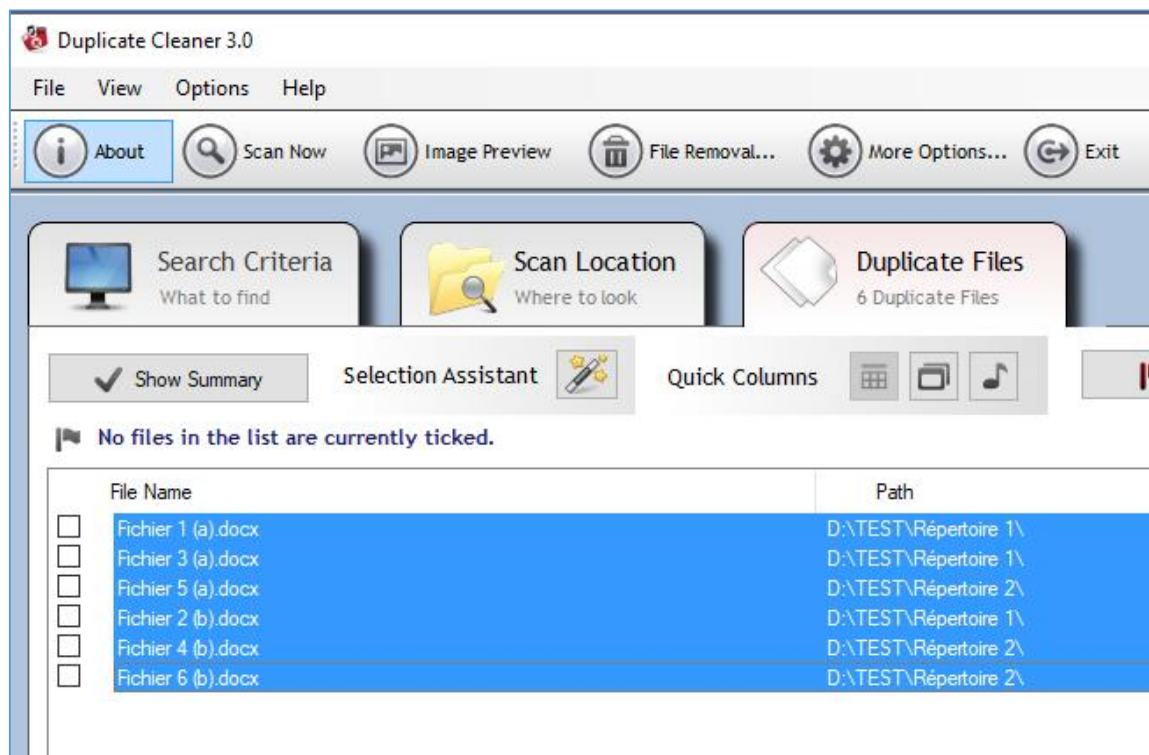 Duplicate Cleaner 3.0
File View Options Help
About Scan Now Image Preview File Removal... More Options... Exit
Search Criteria Scan Location Duplicate Files
What to find Where to look 6 Duplicate Files
Show Summary Selection Assistant Quick Columns
No files in the list are currently ticked.
File Name Path
Fichier 1 (a).docx D:\TEST\Répertoire 1\
Fichier 3 (a).docx D:\TEST\Répertoire 1\
Fichier 5 (a).docx D:\TEST\Répertoire 2\
Fichier 2 (b).docx D:\TEST\Répertoire 1\
Fichier 4 (b).docx D:\TEST\Répertoire 2\
Fichier 6 (b).docx D:\TEST\Répertoire 2\